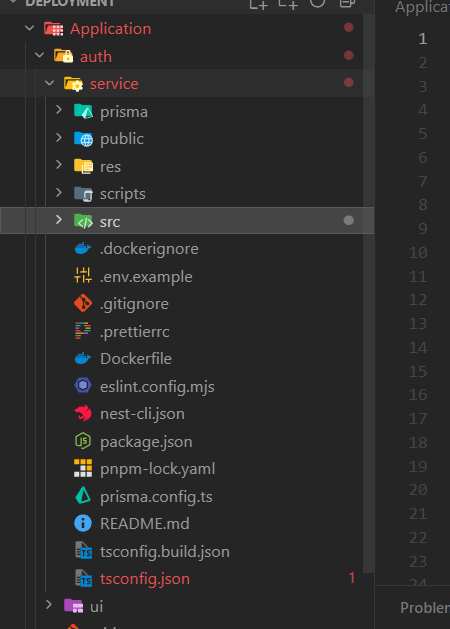 DEPLOYMENT
Application
auth
service
prisma
public
res
scripts
src
.dockerignore
.env.example
.gitignore
.prettierrc
Dockerfile
eslint.config.mjs
nest-cli.json
package.json
pnpm-lock.yaml
prisma.config.ts
README.md
tsconfig.build.json
tsconfig.json 1
ui
Applica
1
2
3
4
5
6
7
8
9
10
11
12
13
14
15
16
17
18
19
20
21
22
23
24
Problem